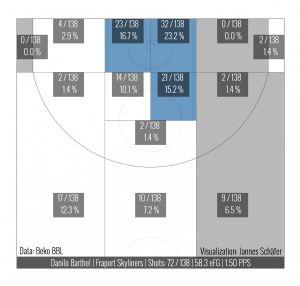 4 / 138
2.9 %
23 / 138
16.7 %
32 / 138
23.2 %
0 / 138
0.0 %
0 / 138
0.0 %
2 / 138
1.4 %
2 / 138
1.4 %
14 / 138
10.1 %
21 / 138
15.2 %
2 / 138
1.4 %
2 / 138
1.4 %
17 / 138
12.3 %
10 / 138
7.2 %
9 / 138
6.5 %
Data: Beko BBL
Visualization: Jannes Schäfer
Danilo Barthel | Fraport Skyliners | Shots: 72 / 138 | 58.3 eFG | 1.50 PPS